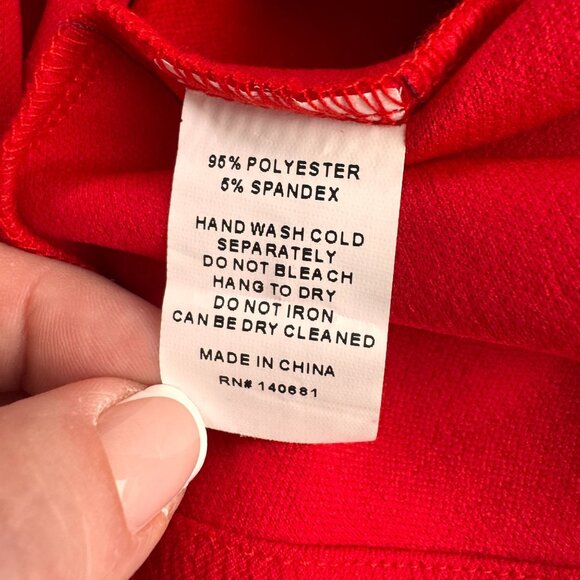 95% POLYESTER
5% SPANDEX
HAND WASH COLD
SEPARATELY
DO NOT BLEACH
HANG TO DRY
DO NOT IRON
CAN BE DRY CLEANED
MADE IN CHINA
RN# 140681